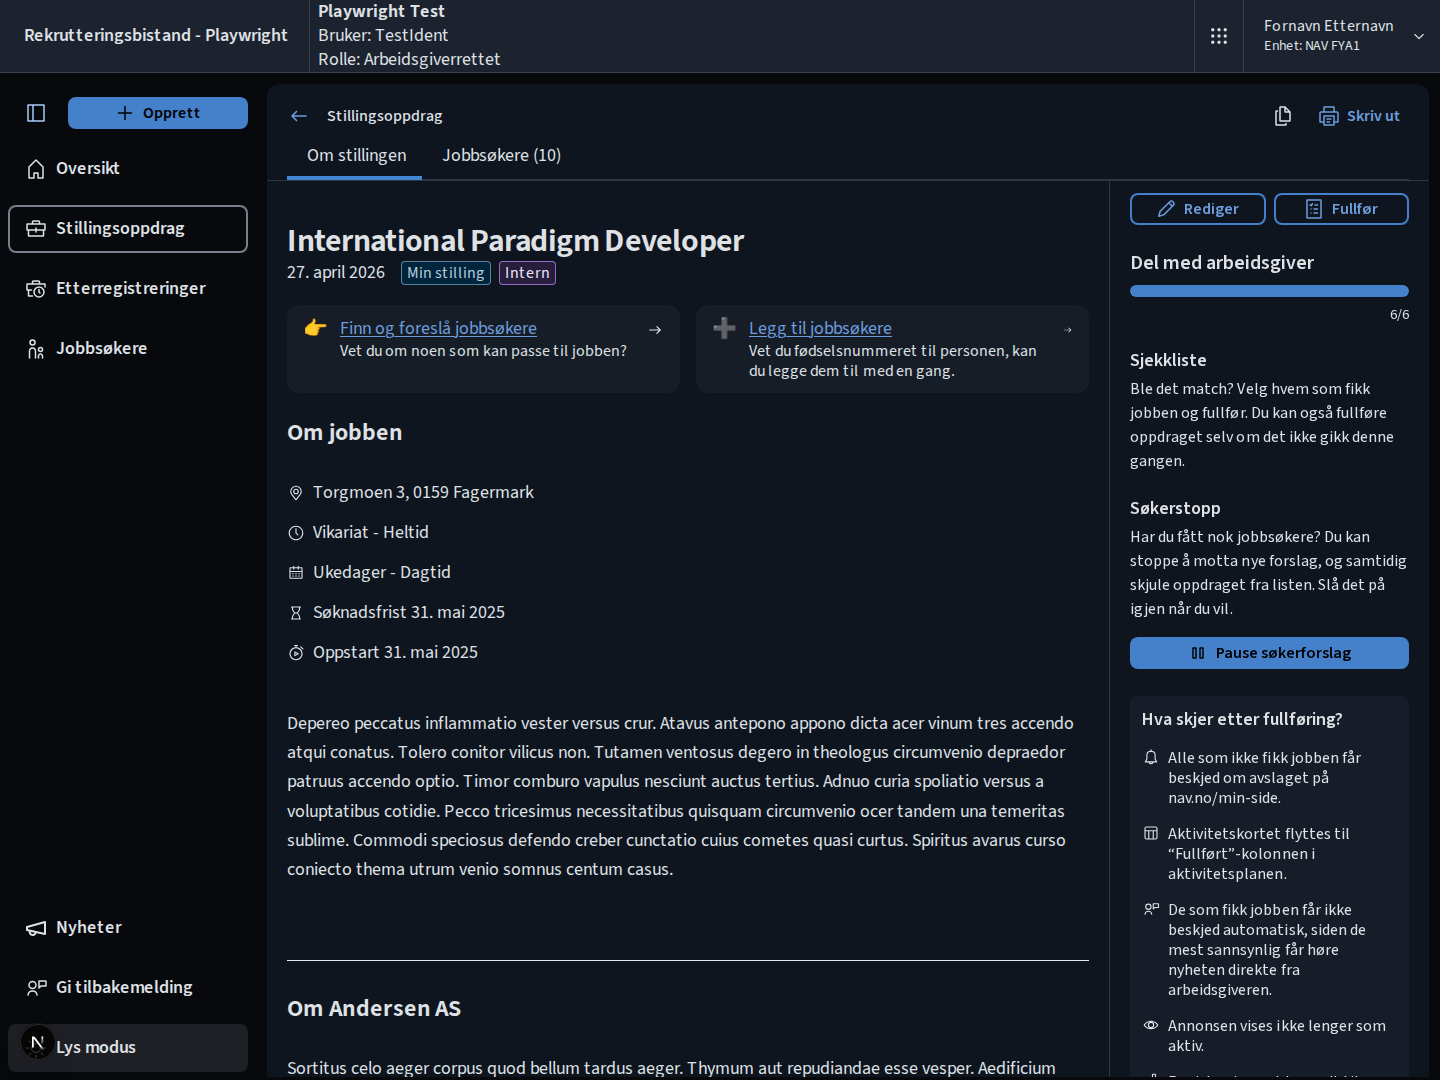 Rekrutteringsbistand - Playwright
Playwright Test
Bruker: TestIdent
Rolle: Arbeidsgiverrettet
Fornavn Etternavn
Enhet: NAV FYA1
Opprett
Oversikt
Stillingsoppdrag
Etterregistreringer
Jobbsøkere
Nyheter
Gi tilbakemelding
N
Lys modus
Stillingsoppdrag
Skriv ut
Om stillingen
Jobbsøkere (10)
International Paradigm Developer
27. april 2026
Min stilling
Intern
Finn og foreslå jobbsøkere
Vet du om noen som kan passe til jobben?
Legg til jobbsøkere
Vet du fødselsnummeret til personen, kan
du legge dem til med en gang.
Om jobben
Torgmoen 3, 0159 Fagermark
Vikariat - Heltid
Ukedager - Dagtid
Søknadsfrist 31. mai 2025
Oppstart 31. mai 2025
Depereo peccatus inflammatio vester versus crur. Atavus antepono appono dicta acer vinum tres accendo
atqui conatus. Tolero conitor vilicus non. Tutamen ventosus degero in theologus circumvenio depraedor
patruus accendo optio. Timor comburo vapulus nesciunt auctus tertius. Adnuo curia spoliatio versus a
voluptatibus cotidie. Pecco tricesimus necessitatibus quisquam circumvenio ocer tandem una temeritas
sublime. Commodi speciosus defendo creber cunctatio cuius cometes quasi curtus. Spiritus avarus curso
coniecto thema utrum venio somnus centum casus.
Om Andersen AS
Sortitus celo aeger corpus quod bellum tardus aeger. Thymum aut repudiandae esse vesper. Aedificium
Rediger
Fullfør
Del med arbeidsgiver
6/6
Sjekkliste
Ble det match? Velg hvem som fikk
jobben og fullfør. Du kan også fullføre
oppdraget selv om det ikke gikk denne
gangen.
Søkerstopp
Har du fått nok jobbsøkere? Du kan
stoppe å motta nye forslag, og samtidig
skjule oppdraget fra listen. Slå det på
igjen når du vil.
Pause søkerforslag
Hva skjer etter fullføring?
Alle som ikke fikk jobben får
beskjed om avslaget på
nav.no/min-side.
Aktivitetskortet flyttes til
“Fullført”-kolonnen i
aktivitetsplanen.
De som fikk jobben får ikke
beskjed automatisk, siden de
mest sannsynlig får høre
nyheten direkte fra
arbeidsgiveren.
Annonsen vises ikke lenger som
aktiv.